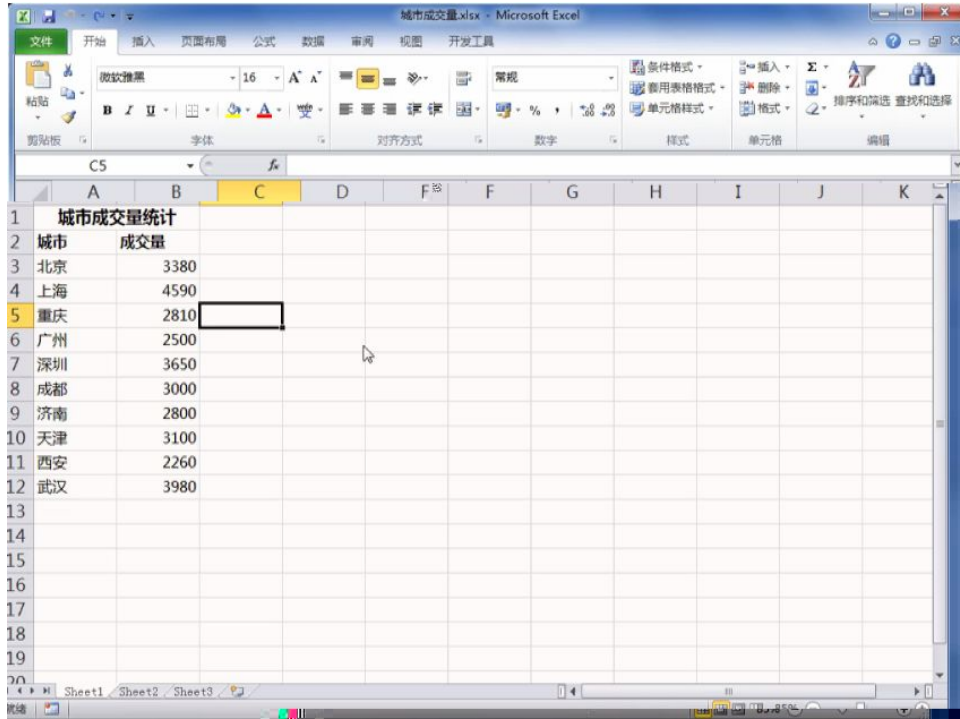 城市成交量.xlsx - Microsoft Excel
文件 开始 插入 页面布局 公式 数据 审阅 视图 开发工具
微软雅黑 16 常规 条件格式 插入 Σ
粘贴 套用表格格式 删除 排序和筛选 查找和选择
B I U A % , 单元格样式 格式
剪贴板 字体 对齐方式 数字 样式 单元格 编辑
C5 fx
A B C D F G H I J K
1 城市成交量统计
2 城市 成交量
3 北京 3380
4 上海 4590
5 重庆 2810
6 广州 2500
7 深圳 3650
8 成都 3000
9 济南 2800
10 天津 3100
11 西安 2260
12 武汉 3980
13
14
15
16
17
18
19
20
Sheet1 Sheet2 Sheet3
就绪